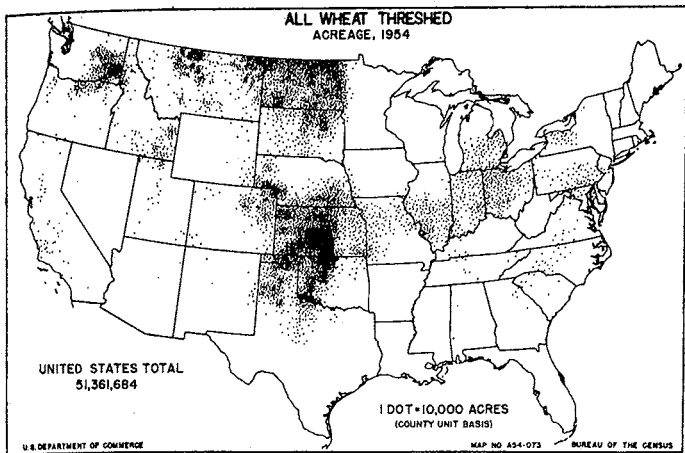 ALL WHEAT THRESHED
ACREAGE, 1954
UNITED STATES TOTAL
51,361,684
1 DOT=10,000 ACRES
(COUNTY UNIT BASIS)
U.S. DEPARTMENT OF COMMERCE
MAP NO A54-073
BUREAU OF THE CENSUS